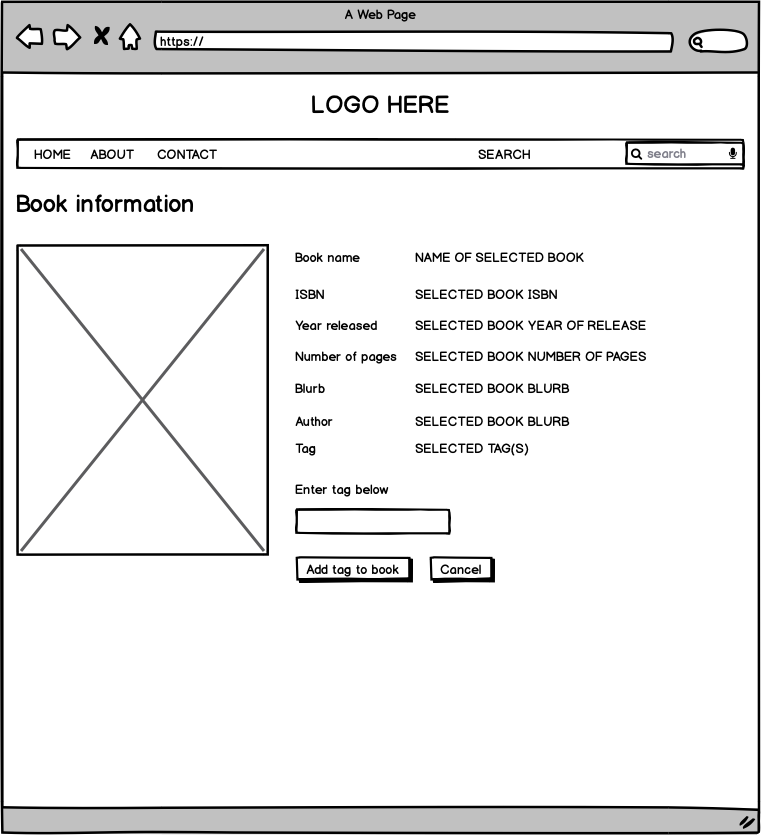 A Web Page
https://
LOGO HERE
HOME ABOUT CONTACT SEARCH search
Book information
Book name NAME OF SELECTED BOOK
ISBN SELECTED BOOK ISBN
Year released SELECTED BOOK YEAR OF RELEASE
Number of pages SELECTED BOOK NUMBER OF PAGES
Blurb SELECTED BOOK BLURB
Author SELECTED BOOK BLURB
Tag SELECTED TAG(S)
Enter tag below
Add tag to book Cancel